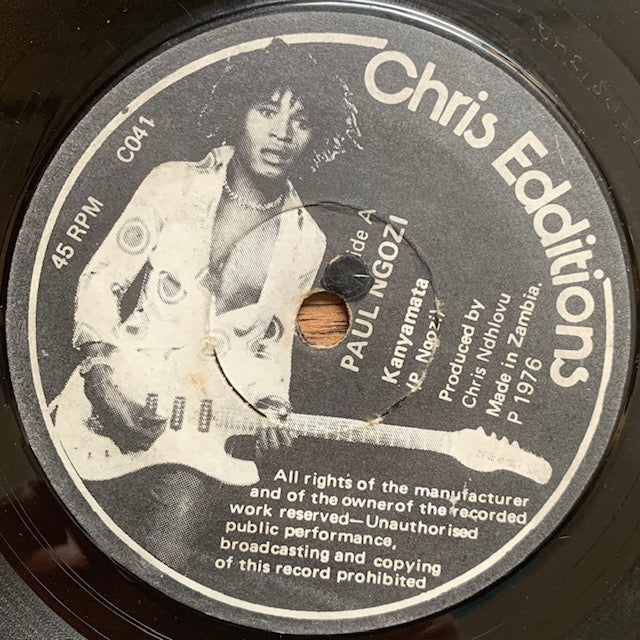 Chris Edditions
45 RPM C041
Side A
PAUL NGOZI
Kanyamata
(P. Ngozi)
Produced by
Chris Ndhlovu
Made in Zambia.
P 1976
All rights of the manufacturer
and of the ownerof the recorded
work reserved—Unauthorised
public performance,
broadcasting and copying
of this record prohibited